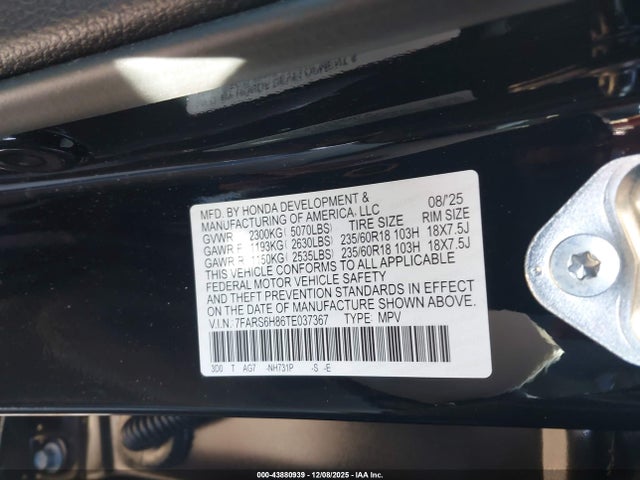 MFD. BY HONDA DEVELOPMENT & 08/'25
MANUFACTURING OF AMERICA, LLC
GVWR 2300KG( 5070LBS) TIRE SIZE RIM SIZE
GAWR F 1193KG( 2630LBS) 235/60R18 103H 18X7.5J
GAWR R 1150KG( 2535LBS) 235/60R18 103H 18X7.5J
THIS VEHICLE CONFORMS TO ALL APPLICABLE
FEDERAL MOTOR VEHICLE SAFETY
AND THEFT PREVENTION STANDARDS IN EFFECT
ON THE DATE OF MANUFACTURE SHOWN ABOVE.
V.I.N.: 7FARS6H86TE037367 TYPE: MPV
3D0 T AG7 -NH731P -S -E
000-43880939 | 12/08/2025 | IAA Inc.